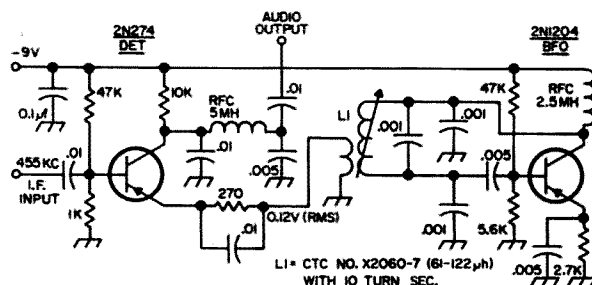 AUDIO
OUTPUT
2N274
DET
2N1204
BFO
-9V
47K
10K
RFC
5MH
.01
47K
RFC
2.5MH
0.1µf
.01
.005
L1
.001
.001
455KC
I.F.
INPUT
.01
270
0.12V (RMS)
.005
1K
.01
.001
5.6K
.005
2.7K
L1= CTC NO. X2060-7 (61-122µh)
WITH 10 TURN SEC.